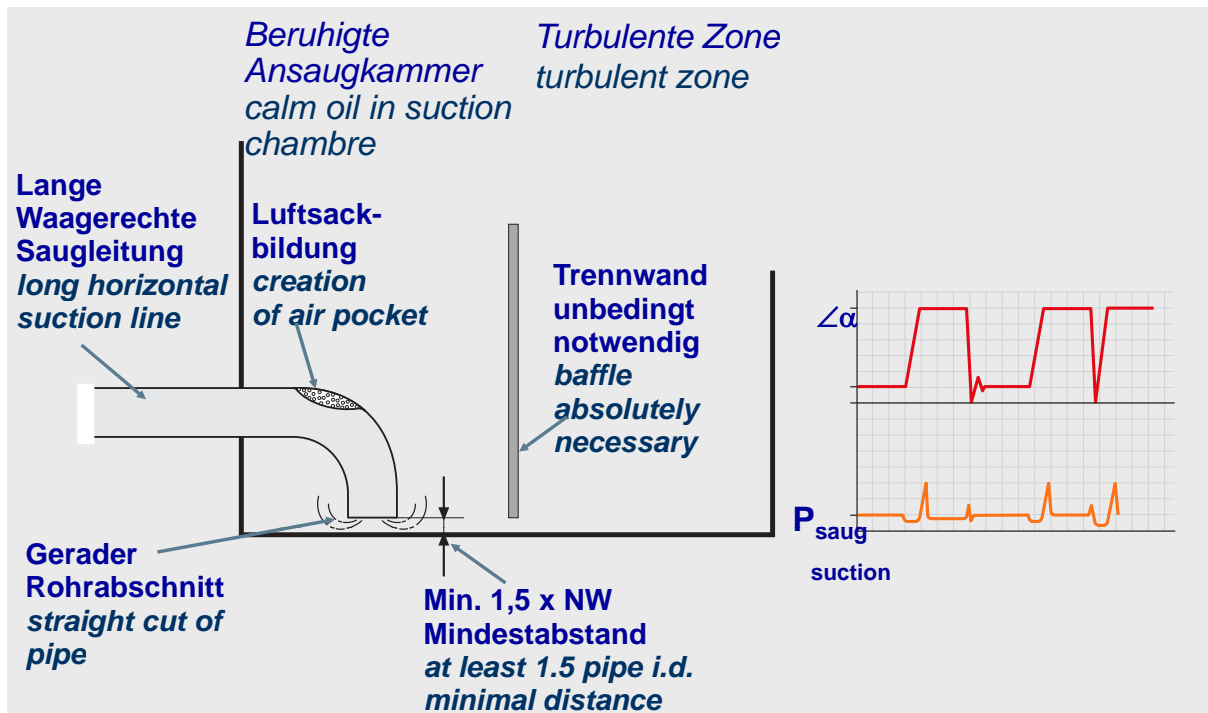 Beruhigte
Ansaugkammer
calm oil in suction
chambre
Turbulente Zone
turbulent zone
Lange
Waagerechte
Saugleitung
long horizontal
suction line
Luftsack-
bildung
creation
of air pocket
Trennwand
unbedingt
notwendig
baffle
absolutely
necessary
∠α
Psaug
suction
Gerader
Rohrabschnitt
straight cut of
pipe
Min. 1,5 x NW
Mindestabstand
at least 1.5 pipe i.d.
minimal distance